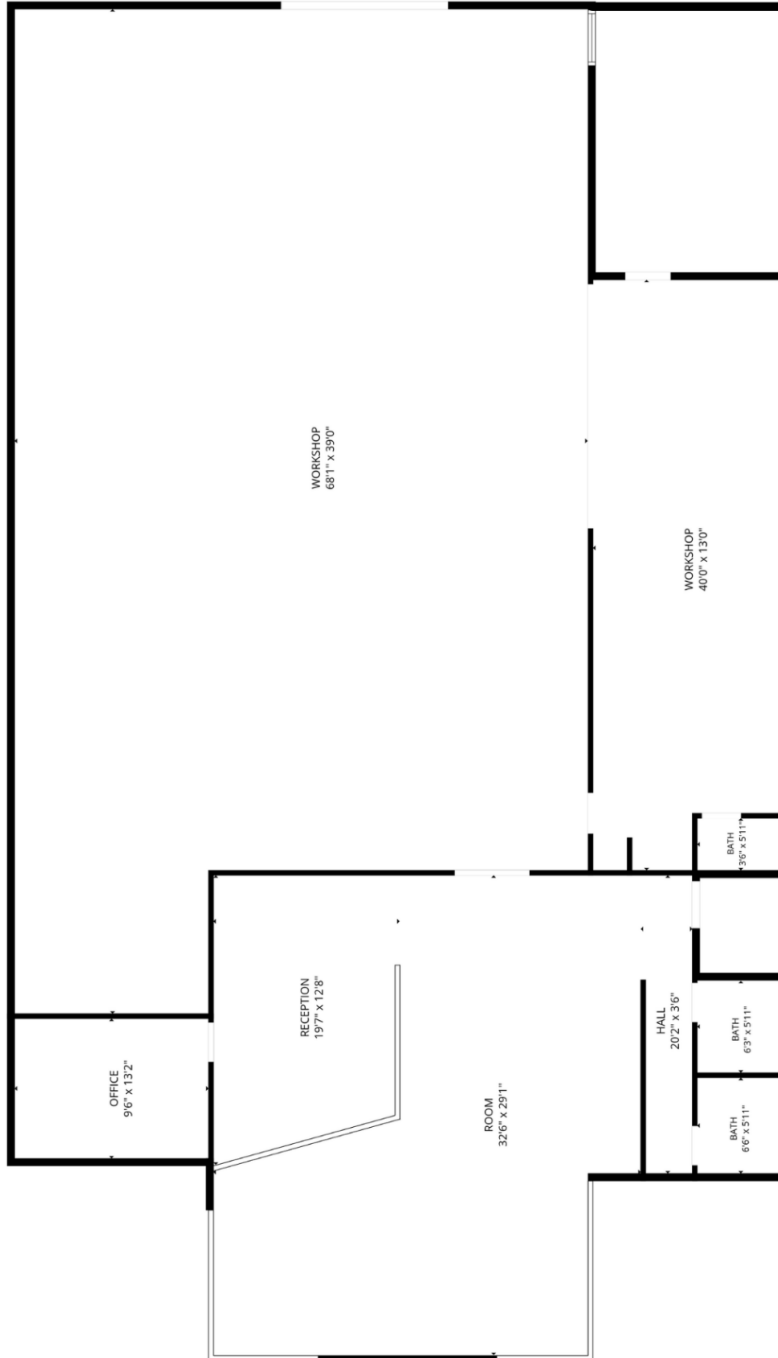 WORKSHOP
68'1" x 39'0"
WORKSHOP
40'0" x 13'0"
BATH
3'6" x 5'11"
RECEPTION
19'7" x 12'8"
HALL
20'2" x 3'6"
BATH
6'3" x 5'11"
OFFICE
9'6" x 13'2"
ROOM
32'6" x 29'1"
BATH
6'6" x 5'11"